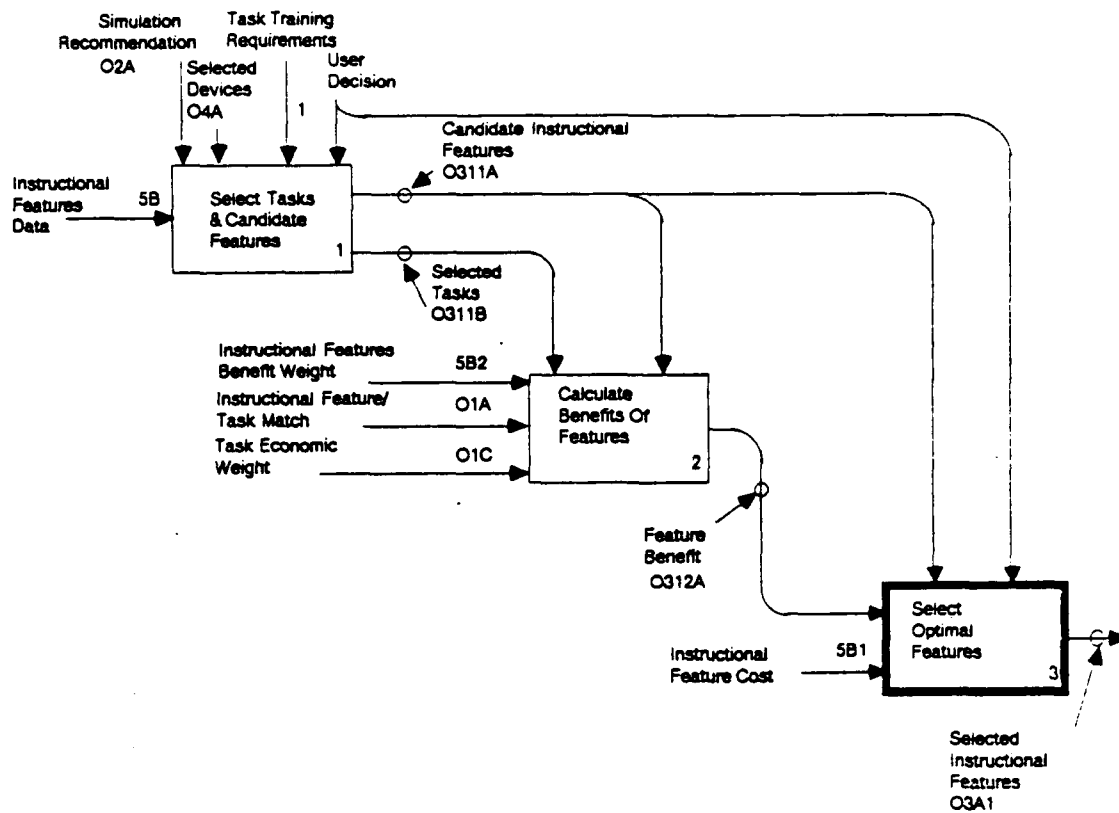 Simulation
Recommendation
O2A
Task Training
Requirements
Selected
Devices
O4A
1
User
Decision
Candidate Instructional
Features
O311A
Instructional
Features
Data
5B
Select Tasks
& Candidate
Features
1
Selected
Tasks
O311B
Instructional Features
Benefit Weight
5B2
Instructional Feature/
Task Match
O1A
Task Economic
Weight
O1C
Calculate
Benefits Of
Features
2
Feature
Benefit
O312A
Select
Optimal
Features
3
Instructional
Feature Cost
5B1
Selected
Instructional
Features
O3A1